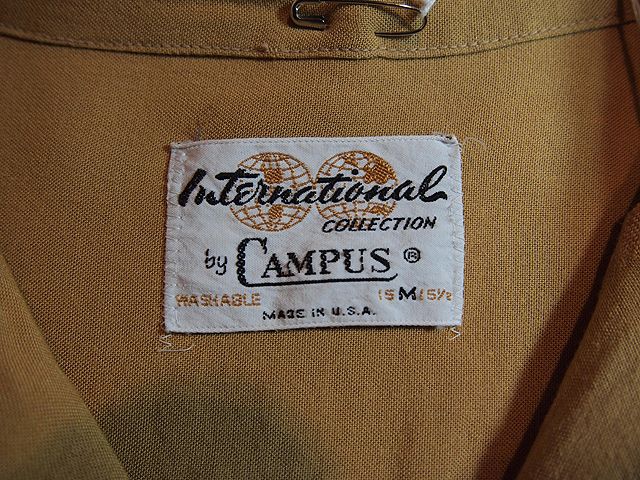 International
COLLECTION
by CAMPUS ®
WASHABLE 15 M 15½
MADE IN U.S.A.